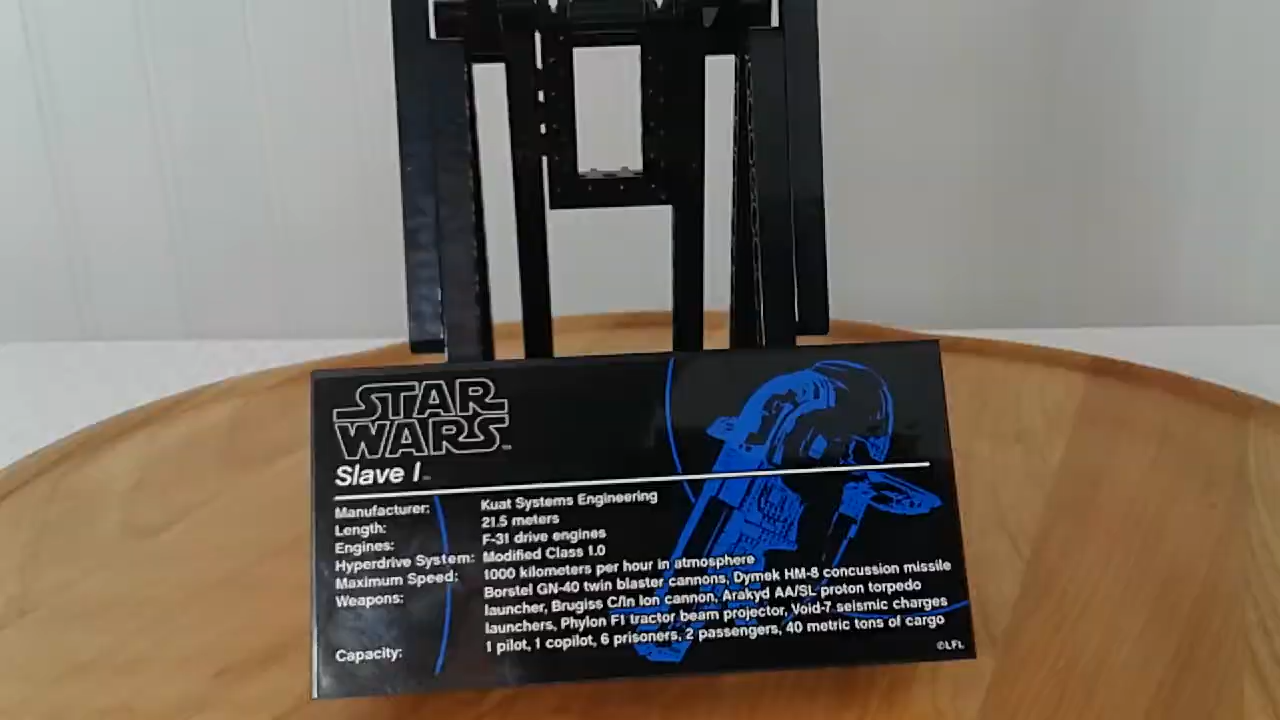 STAR
WARS™
Slave I™
Manufacturer: Kuat Systems Engineering
Length: 21.5 meters
Engines: F-31 drive engines
Hyperdrive System: Modified Class 1.0
Maximum Speed: 1000 kilometers per hour in atmosphere
Weapons: Borstel GN-40 twin blaster cannons, Dymek HM-8 concussion missile
launcher, Brugiss C/ln Ion cannon, Arakyd AA/SL proton torpedo
launchers, Phylon F1 tractor beam projector, Void-7 seismic charges
Capacity: 1 pilot, 1 copilot, 6 prisoners, 2 passengers, 40 metric tons of cargo
©LFL